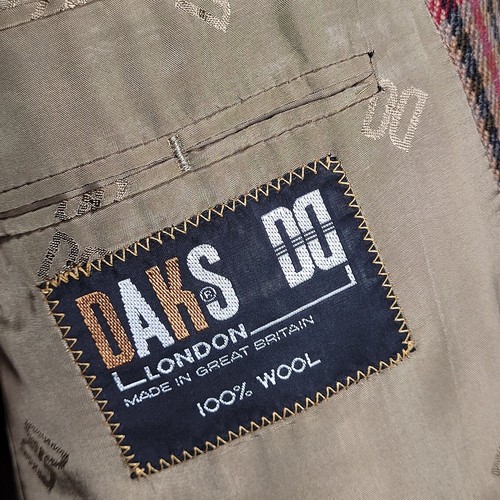 DAKS® DD
LONDON
MADE IN GREAT BRITAIN
100% WOOL